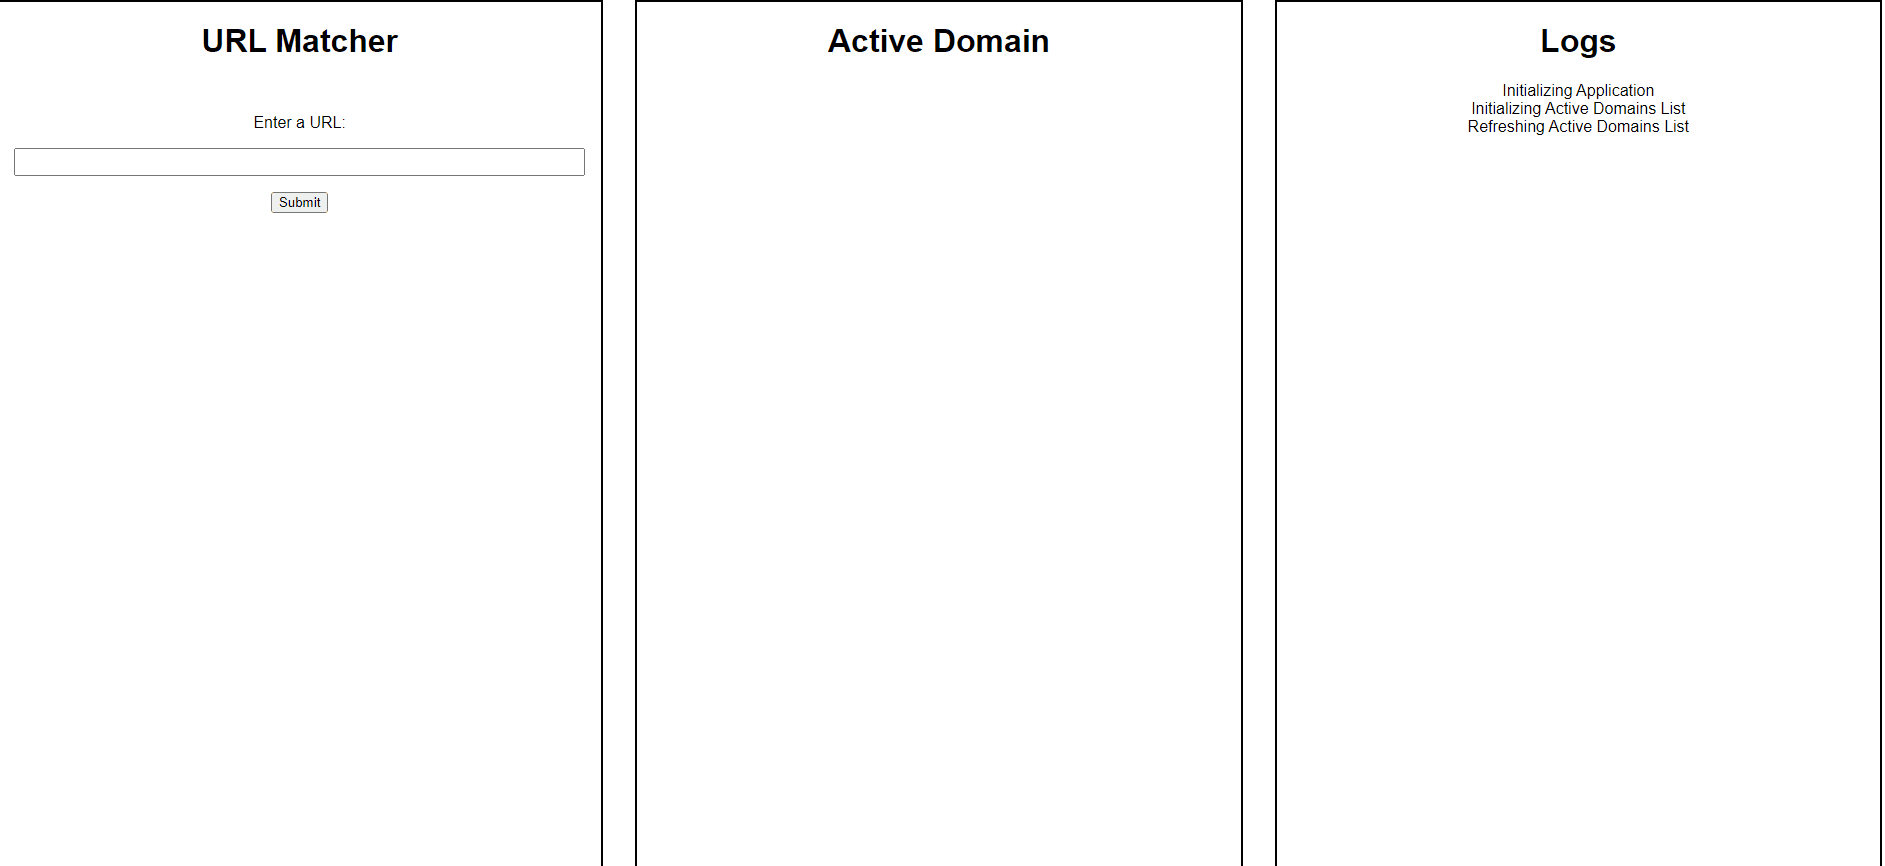 URL Matcher
Enter a URL:
Submit
Active Domain
Logs
Initializing Application
Initializing Active Domains List
Refreshing Active Domains List